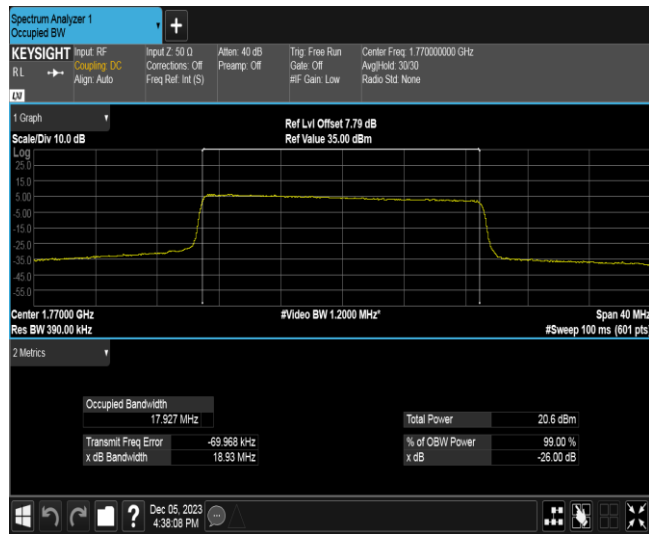 Spectrum Analyzer 1
Occupied BW
+
KEYSIGHT
Input: RF
Coupling: DC
Align: Auto
Input Z: 50 Ω
Corrections: Off
Freq Ref: Int (S)
Atten: 40 dB
Preamp: Off
Trig: Free Run
Gate: Off
#IF Gain: Low
Center Freq: 1.770000000 GHz
Avg|Hold: 30/30
Radio Std: None
R L
LXI
1 Graph
Scale/Div 10.0 dB
Ref Lvl Offset 7.79 dB
Ref Value 35.00 dBm
Log
25.0
15.0
5.00
-5.00
-15.0
-25.0
-35.0
-45.0
-55.0
Center 1.77000 GHz
#Video BW 1.2000 MHz*
Span 40 MHz
Res BW 390.00 kHz
#Sweep 100 ms (601 pts)
2 Metrics
Occupied Bandwidth
17.927 MHz
Total Power 20.6 dBm
Transmit Freq Error -69.968 kHz
% of OBW Power 99.00 %
x dB Bandwidth 18.93 MHz
x dB -26.00 dB
?
Dec 05, 2023
4:38:08 PM